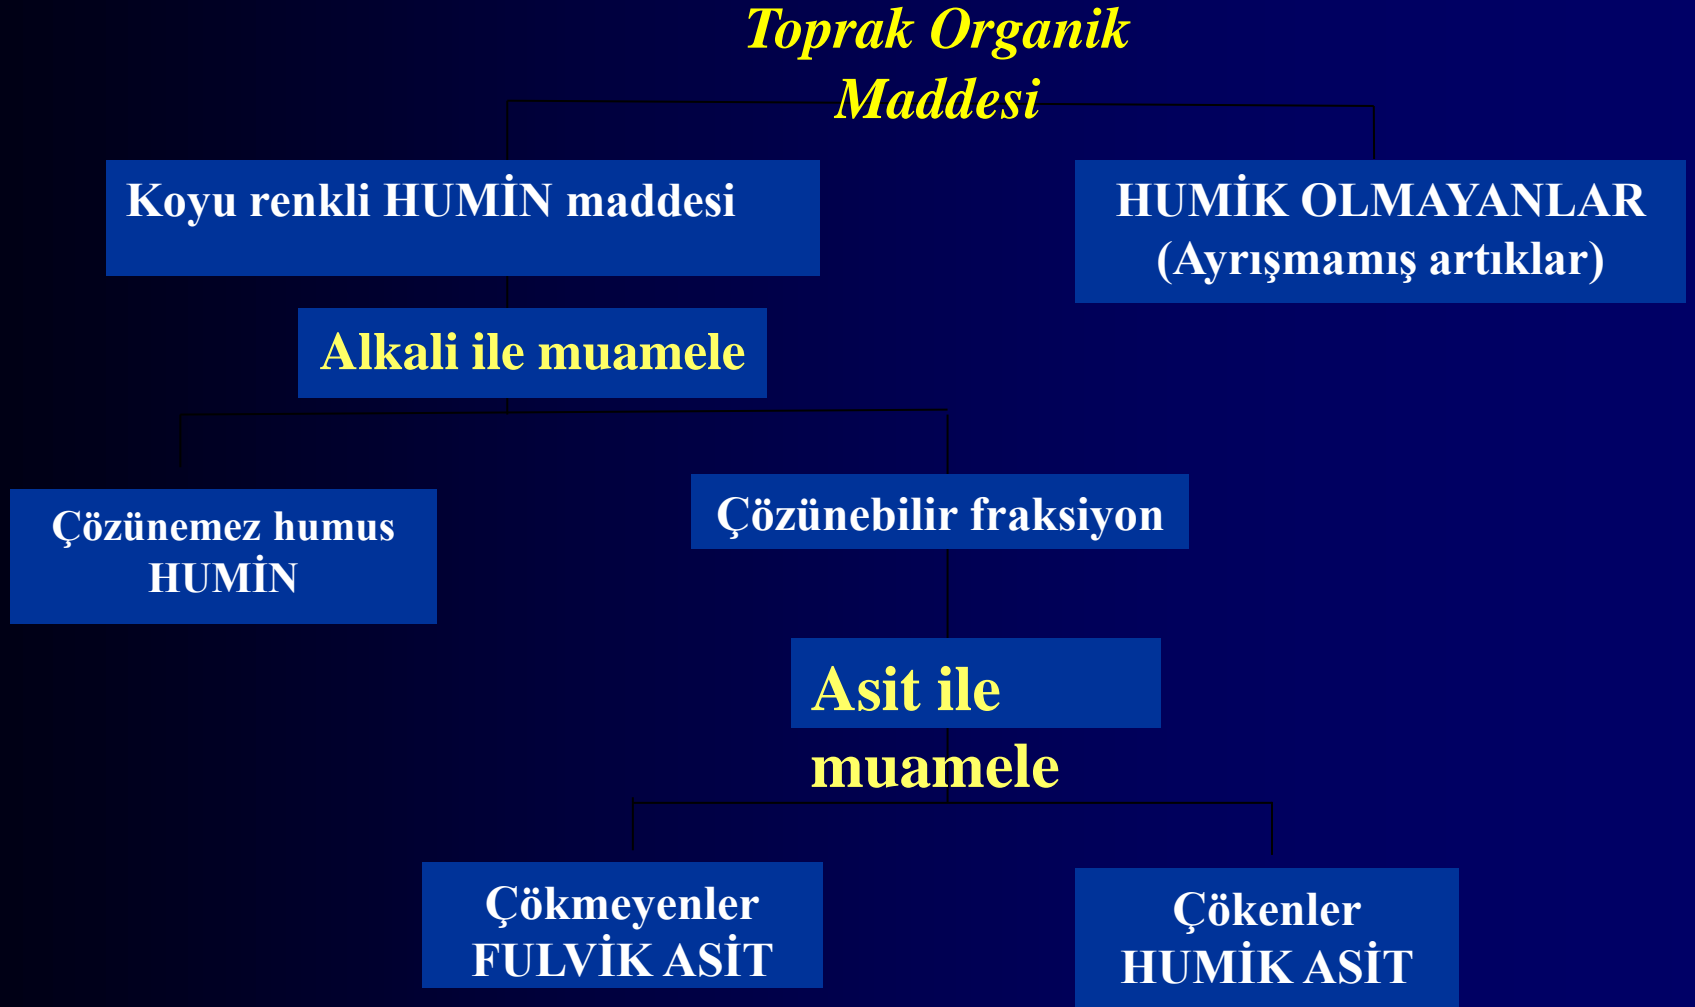 Toprak Organik
Maddesi
Koyu renkli HUMİN maddesi
HUMİK OLMAYANLAR
(Ayrışmamış artıklar)
Alkali ile muamele
Çözünemez humus
HUMİN
Çözünebilir fraksiyon
Asit ile
muamele
Çökmeyenler
FULVİK ASİT
Çökenler
HUMİK ASİT